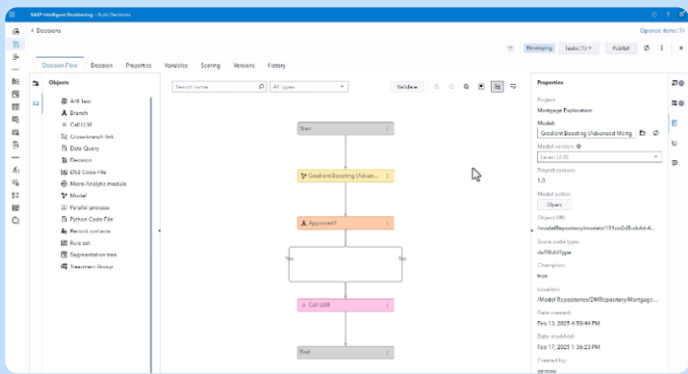 SAS® Intelligent Decisioning - Build Decisions
Decisions
Opened items (1)
Developing
Tasks (1)
Publish
Decision Flow
Decision
Properties
Variables
Scoring
Versions
History
Objects
A/B Test
Branch
Call LLM
Cross-branch link
Data Query
Decision
DS2 Code File
Micro Analytic module
Model
Parallel process
Python Code File
Record contacts
Rule set
Segmentation tree
Treatment Group
Search name
All types
Validate
Start
Gradient Boosting (Advan...
Approved?
Yes
No
Call LLM
End
Properties
Project:
Mortgage Exploration
Model:
Gradient Boosting (Advanced Mortg
Model version:
Latest (2.0)
Project version:
1.0
Model editor:
Open
Object URI:
Score code type:
Champion:
true
Location:
/Model Repositories/DMRepository/Mortgage...
Date created:
Feb 13, 2025 4:50:44 PM
Date modified:
Feb 17, 2025 1:36:23 PM
Created by: